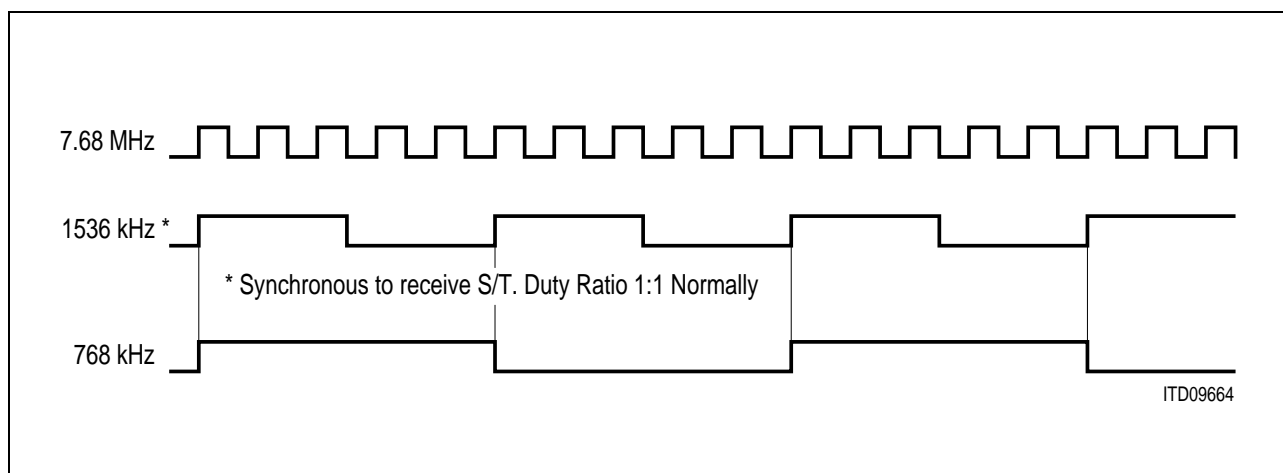 7.68 MHz
1536 kHz *
* Synchronous to receive S/T. Duty Ratio 1:1 Normally
768 kHz
ITD09664